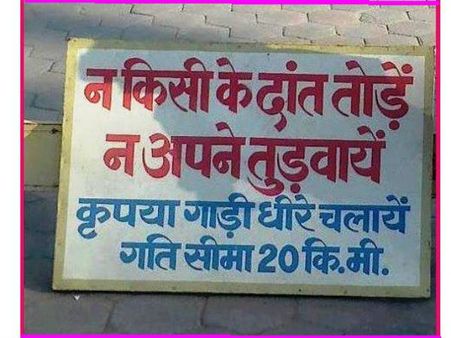 न किसी के दांत तोड़ें
न अपने तुड़वायें
कृपया गाड़ी धीरे चलायें
गति सीमा 20 कि.मी.